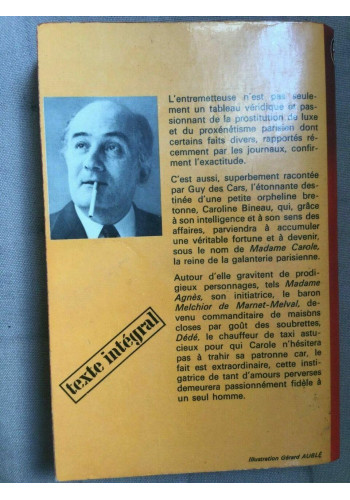 L'entremetteuse n'est pas seule-
ment un tableau véridique et pas-
sionnant de la prostitution de luxe
et du proxénétisme parisien dont
certains faits divers, rapportés ré-
cemment par les journaux, confir-
ment l'exactitude.
C'est aussi, superbement racontée
par Guy des Cars, l'étonnante des-
tinée d'une petite orpheline bre-
tonne, Caroline Bineau, qui, grâce
à son intelligence et à son sens des
affaires, parviendra à accumuler
une véritable fortune et à devenir,
sous le nom de Madame Carole,
la reine de la galanterie parisienne.
Autour d'elle gravitent de prodi-
gieux personnages, tels Madame
Agnès, son initiatrice, le baron
Melchior de Marnet-Melval, de-
venu commanditaire de maisons
closes par goût des soubrettes,
Dédé, le chauffeur de taxi astu-
cieux pour qui Carole n'hésitera
pas à trahir sa patronne car, le
fait est extraordinaire, cette insti-
gatrice de tant d'amours perverses
demeurera passionnément fidèle à
un seul homme.
texte intégral
Illustration Gérard AURLÉ